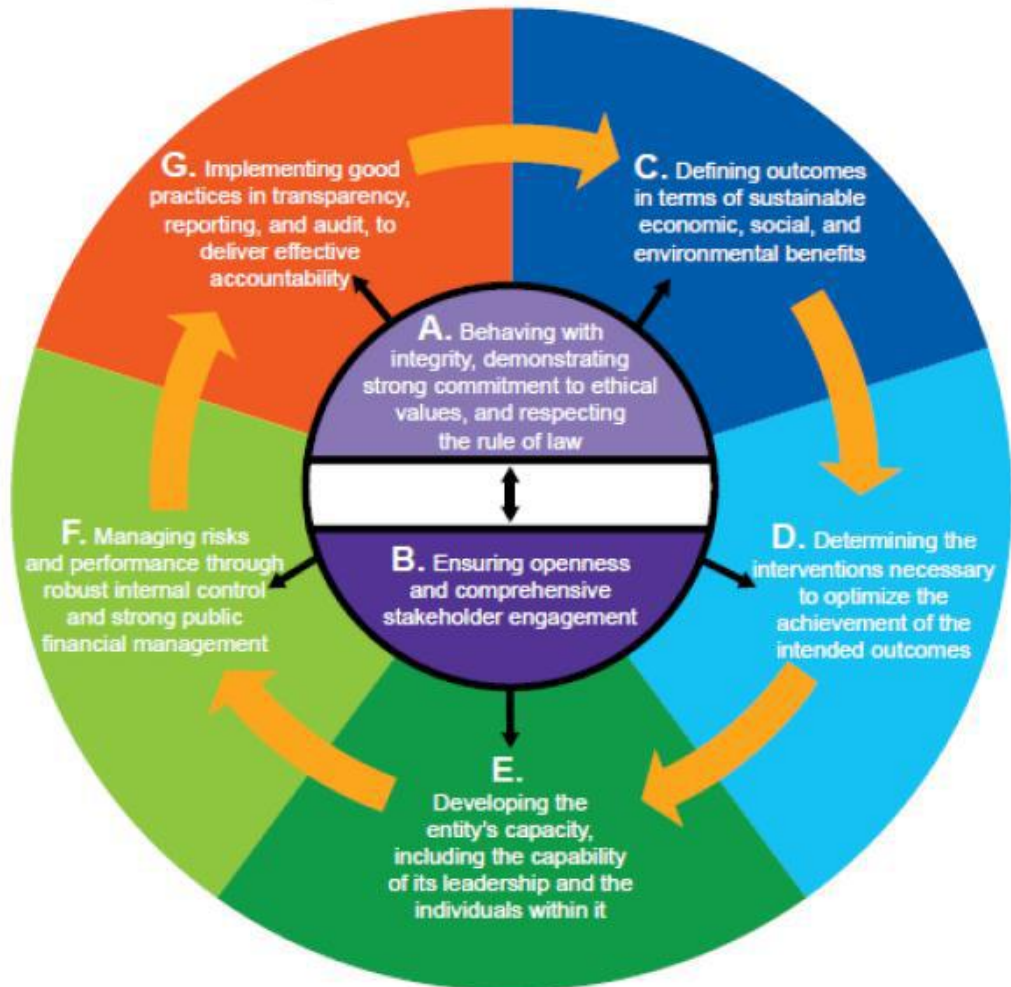 A. Behaving with
integrity, demonstrating
strong commitment to ethical
values, and respecting
the rule of law
B. Ensuring openness
and comprehensive
stakeholder engagement
C. Defining outcomes
in terms of sustainable
economic, social, and
environmental benefits
D. Determining the
interventions necessary
to optimize the
achievement of the
intended outcomes
E.
Developing the
entity's capacity,
including the capability
of its leadership and the
individuals within it
F. Managing risks
and performance through
robust internal control
and strong public
financial management
G. Implementing good
practices in transparency,
reporting, and audit, to
deliver effective
accountability